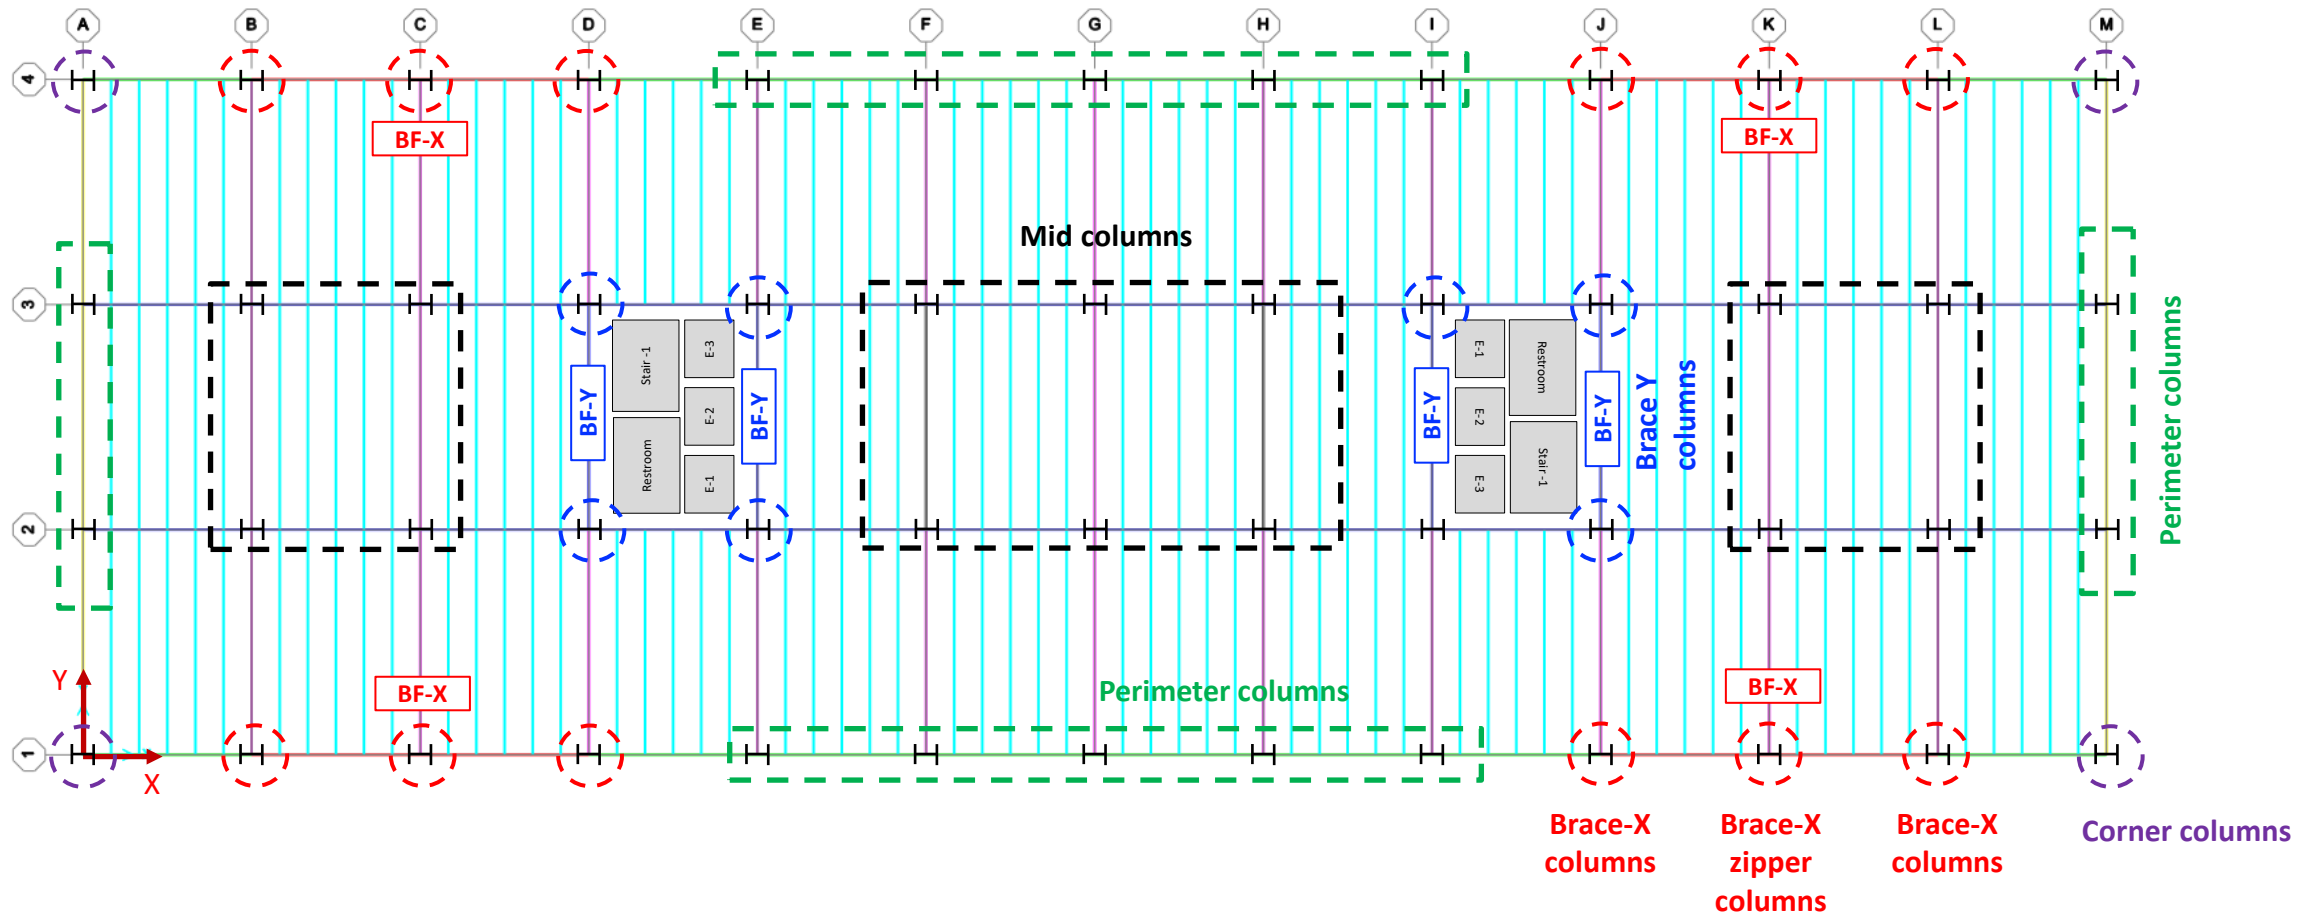 A B C D E F G H I J K L M
4
BF-X
BF-X
Mid columns
3
Stair -1
E-3
E-1
Restroom
BF-Y
BF-Y
E-2
BF-Y
E-2
BF-Y
Brace Y
columns
Perimeter columns
Restroom
E-1
E-3
Stair -1
2
Y
BF-X
Perimeter columns
BF-X
1
X
Brace-X
columns
Brace-X
zipper
columns
Brace-X
columns
Corner columns